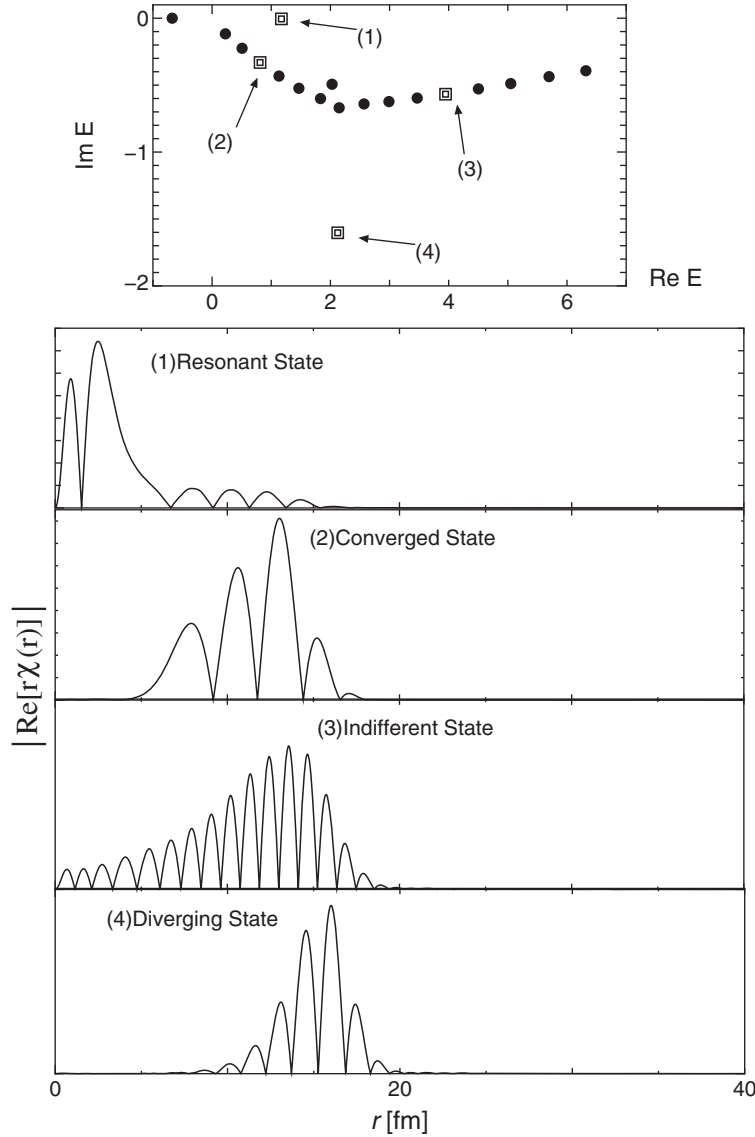 0
(1)
Im E
−1
(2)
(3)
(4)
−2
0
2
4
6
Re E
(1)Resonant State
(2)Converged State
|Re[rχ(r)]|
(3)Indifferent State
(4)Diverging State
0
20
40
r [fm]